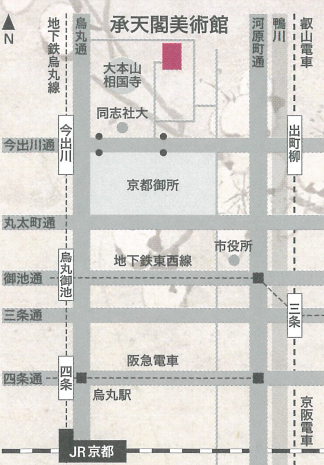 承天閣美術館
N
地下鉄烏丸線
烏丸通
河原町通
鴨川
叡山電車
大本山
相国寺
同志社大
今出川通
今出川
出町柳
京都御所
丸太町通
市役所
地下鉄東西線
烏丸御池
御池通
三条通
三条
阪急電車
四条通
四条
烏丸駅
京阪電車
JR京都